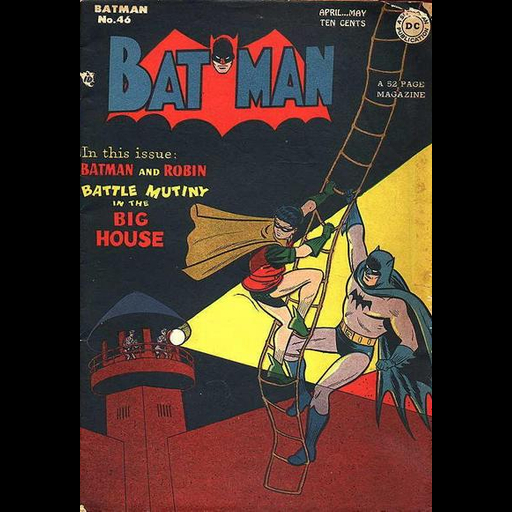 BATMAN
No.46
APRIL...MAY
TEN CENTS
DC
BATMAN
A 52 PAGE
MAGAZINE
In this issue:
BATMAN AND ROBIN
BATTLE MUTINY
IN THE
BIG
HOUSE